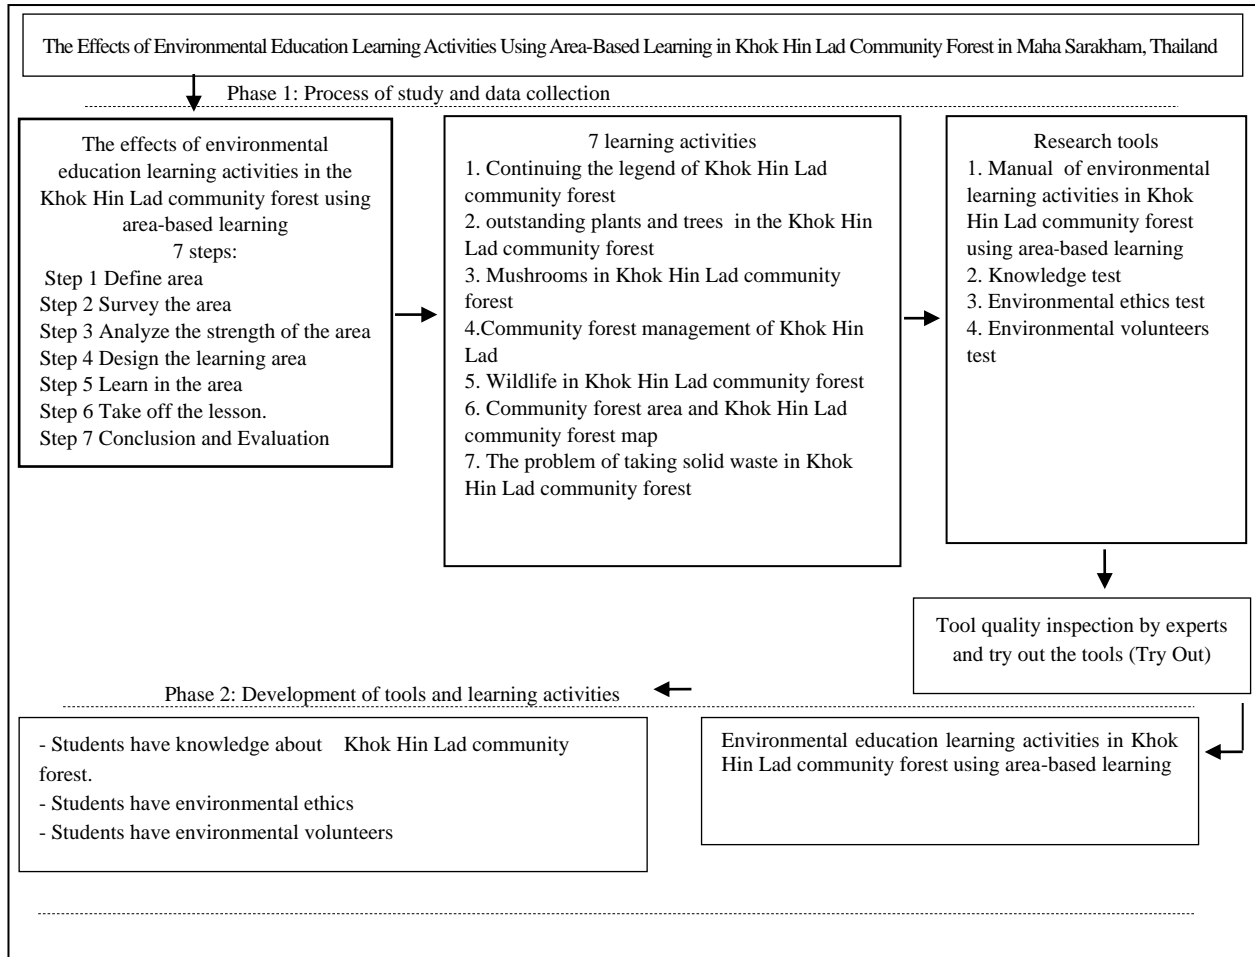 The Effects of Environmental Education Learning Activities Using Area-Based Learning in Khok Hin Lad Community Forest in Maha Sarakham, Thailand
Phase 1: Process of study and data collection
The effects of environmental
education learning activities in the
Khok Hin Lad community forest using
area-based learning
7 steps:
Step 1 Define area
Step 2 Survey the area
Step 3 Analyze the strength of the area
Step 4 Design the learning area
Step 5 Learn in the area
Step 6 Take off the lesson.
Step 7 Conclusion and Evaluation
7 learning activities
1. Continuing the legend of Khok Hin Lad
community forest
2. outstanding plants and trees in the Khok Hin
Lad community forest
3. Mushrooms in Khok Hin Lad community
forest
4.Community forest management of Khok Hin
Lad
5. Wildlife in Khok Hin Lad community forest
6. Community forest area and Khok Hin Lad
community forest map
7. The problem of taking solid waste in Khok
Hin Lad community forest
Research tools
1. Manual of environmental
learning activities in Khok
Hin Lad community forest
using area-based learning
2. Knowledge test
3. Environmental ethics test
4. Environmental volunteers
test
Tool quality inspection by experts
and try out the tools (Try Out)
Phase 2: Development of tools and learning activities
- Students have knowledge about Khok Hin Lad community
forest.
- Students have environmental ethics
- Students have environmental volunteers
Environmental education learning activities in Khok
Hin Lad community forest using area-based learning